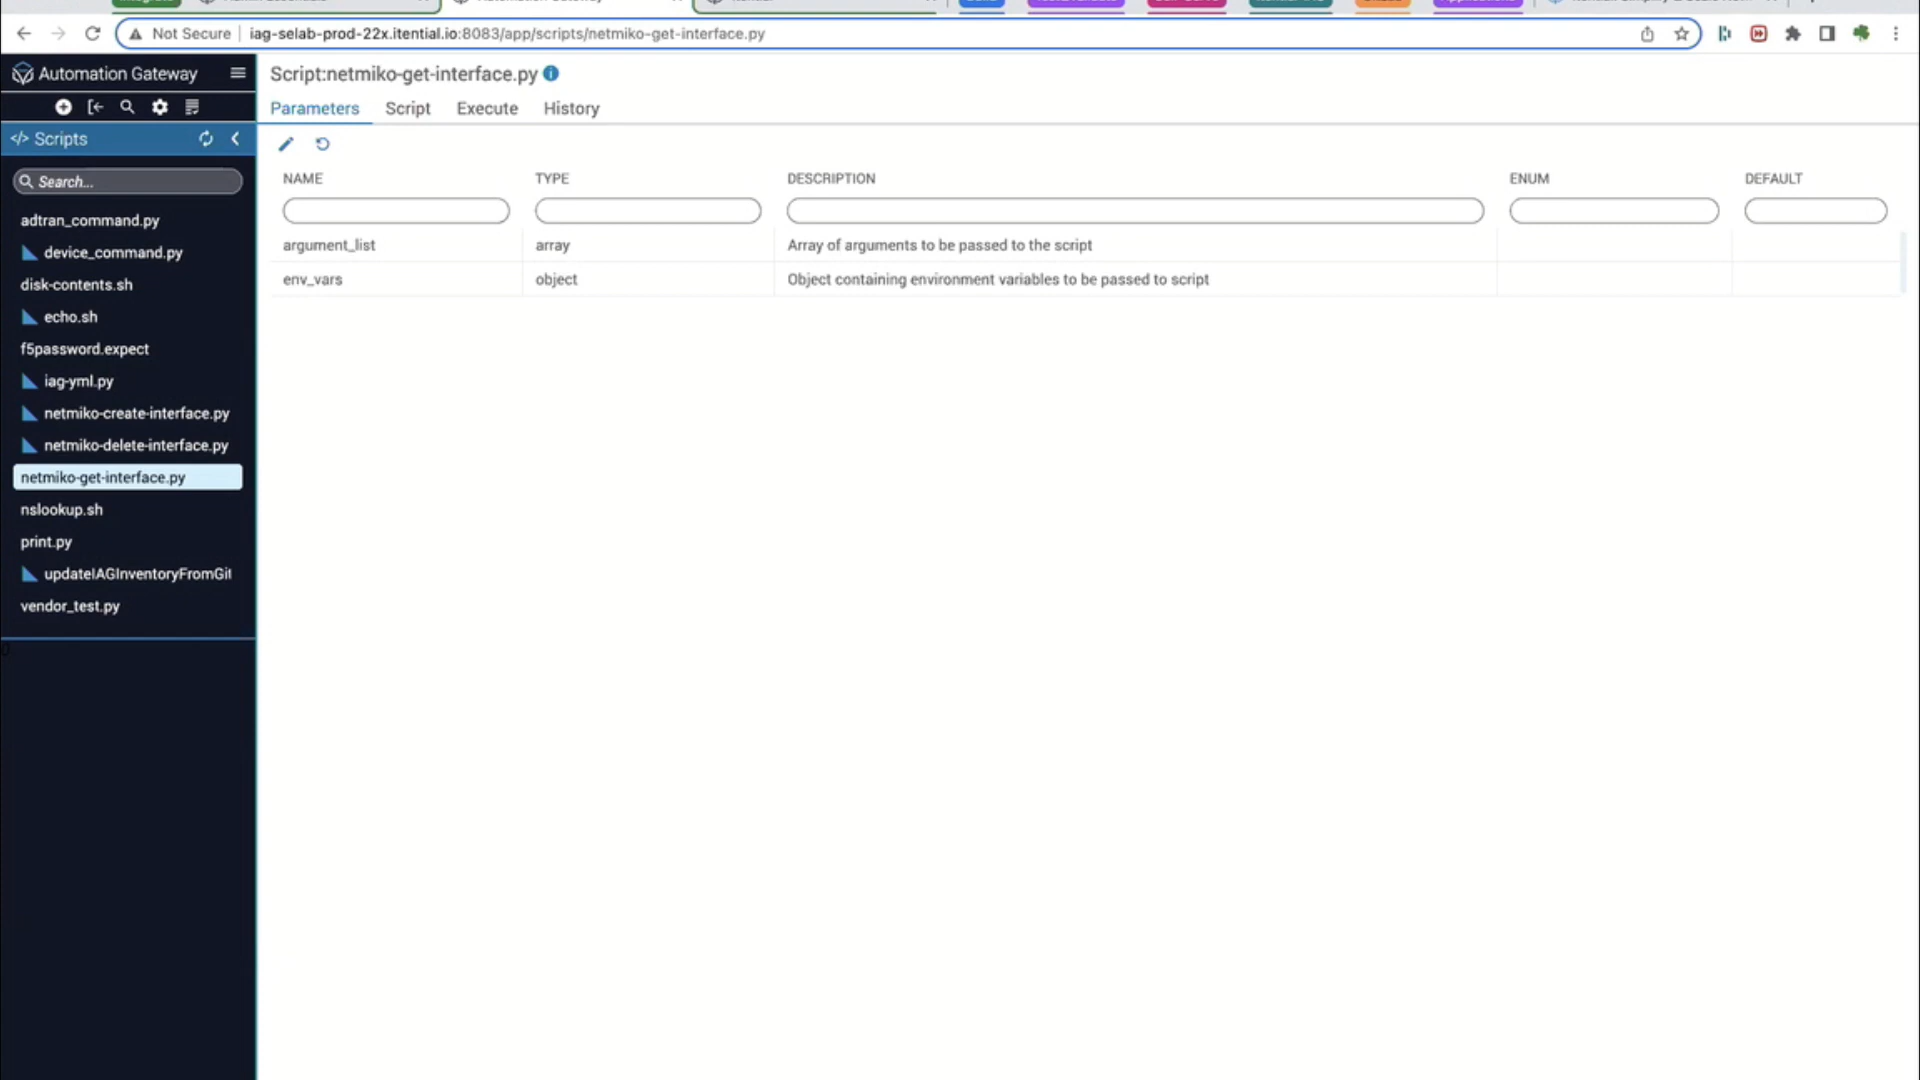 Not Secure iag-selab-prod-22x.itential.io:8083/app/scripts/netmiko-get-interface.py
Automation Gateway
Script:netmiko-get-interface.py
Parameters Script Execute History
</> Scripts
Search...
adtran_command.py
device_command.py
disk-contents.sh
echo.sh
f5password.expect
iag-yml.py
netmiko-create-interface.py
netmiko-delete-interface.py
netmiko-get-interface.py
nslookup.sh
print.py
updateIAGInventoryFromGit
vendor_test.py
NAME TYPE DESCRIPTION ENUM DEFAULT
argument_list array Array of arguments to be passed to the script
env_vars object Object containing environment variables to be passed to script